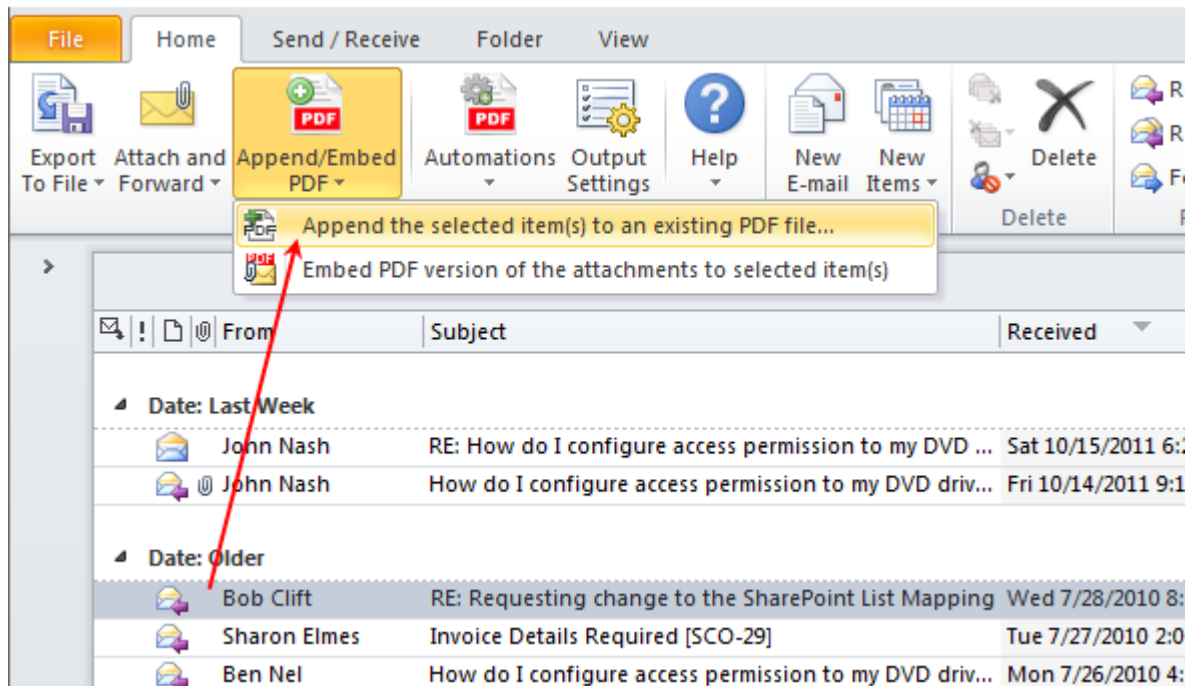 File Home Send / Receive Folder View
PDF PDF ?
Export Attach and Append/Embed Automations Output Help New New Delete
To File Forward PDF Settings E-mail Items
Delete
PDF Append the selected item(s) to an existing PDF file...
PDF Embed PDF version of the attachments to selected item(s)
! From Subject Received
Date: Last Week
John Nash RE: How do I configure access permission to my DVD ... Sat 10/15/2011 6:2
John Nash How do I configure access permission to my DVD driv... Fri 10/14/2011 9:1
Date: Older
Bob Clift RE: Requesting change to the SharePoint List Mapping Wed 7/28/2010 8:
Sharon Elmes Invoice Details Required [SCO-29] Tue 7/27/2010 2:0
Ben Nel How do I configure access permission to my DVD driv... Mon 7/26/2010 4: